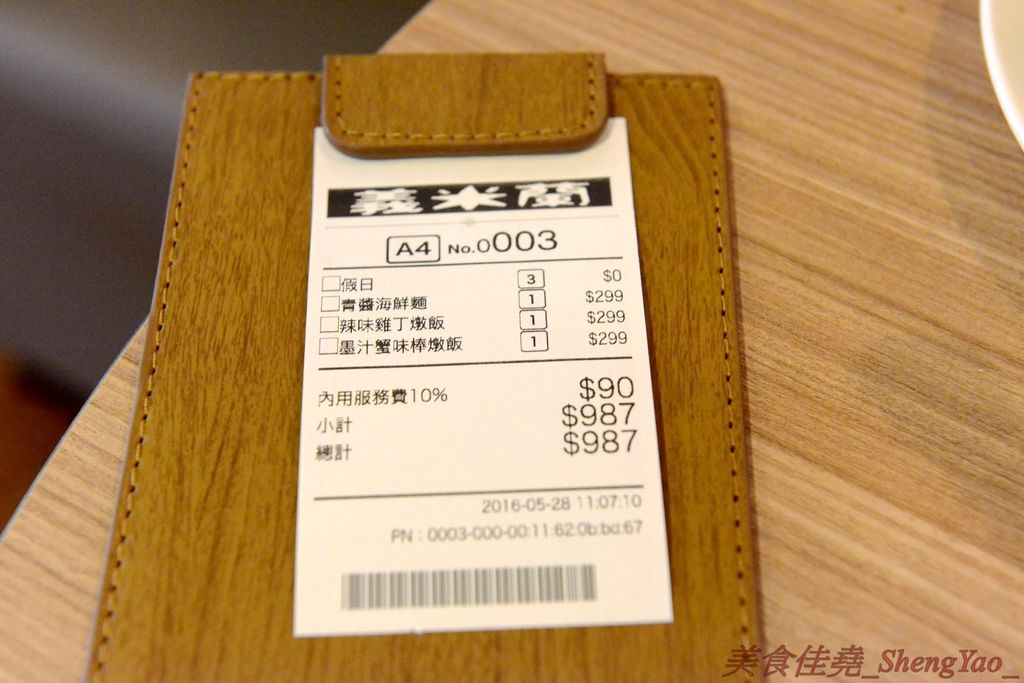 義米蘭
A4 No.0003
假日 3 $0
青醬海鮮麵 1 $299
辣味雞丁燉飯 1 $299
墨汁蟹味棒燉飯 1 $299
內用服務費10% $90
小計 $987
總計 $987
2016-05-28 11:07:10
PN : 0003-000-00:11:62:0b:bd:67
美食佳堯_ShengYao_